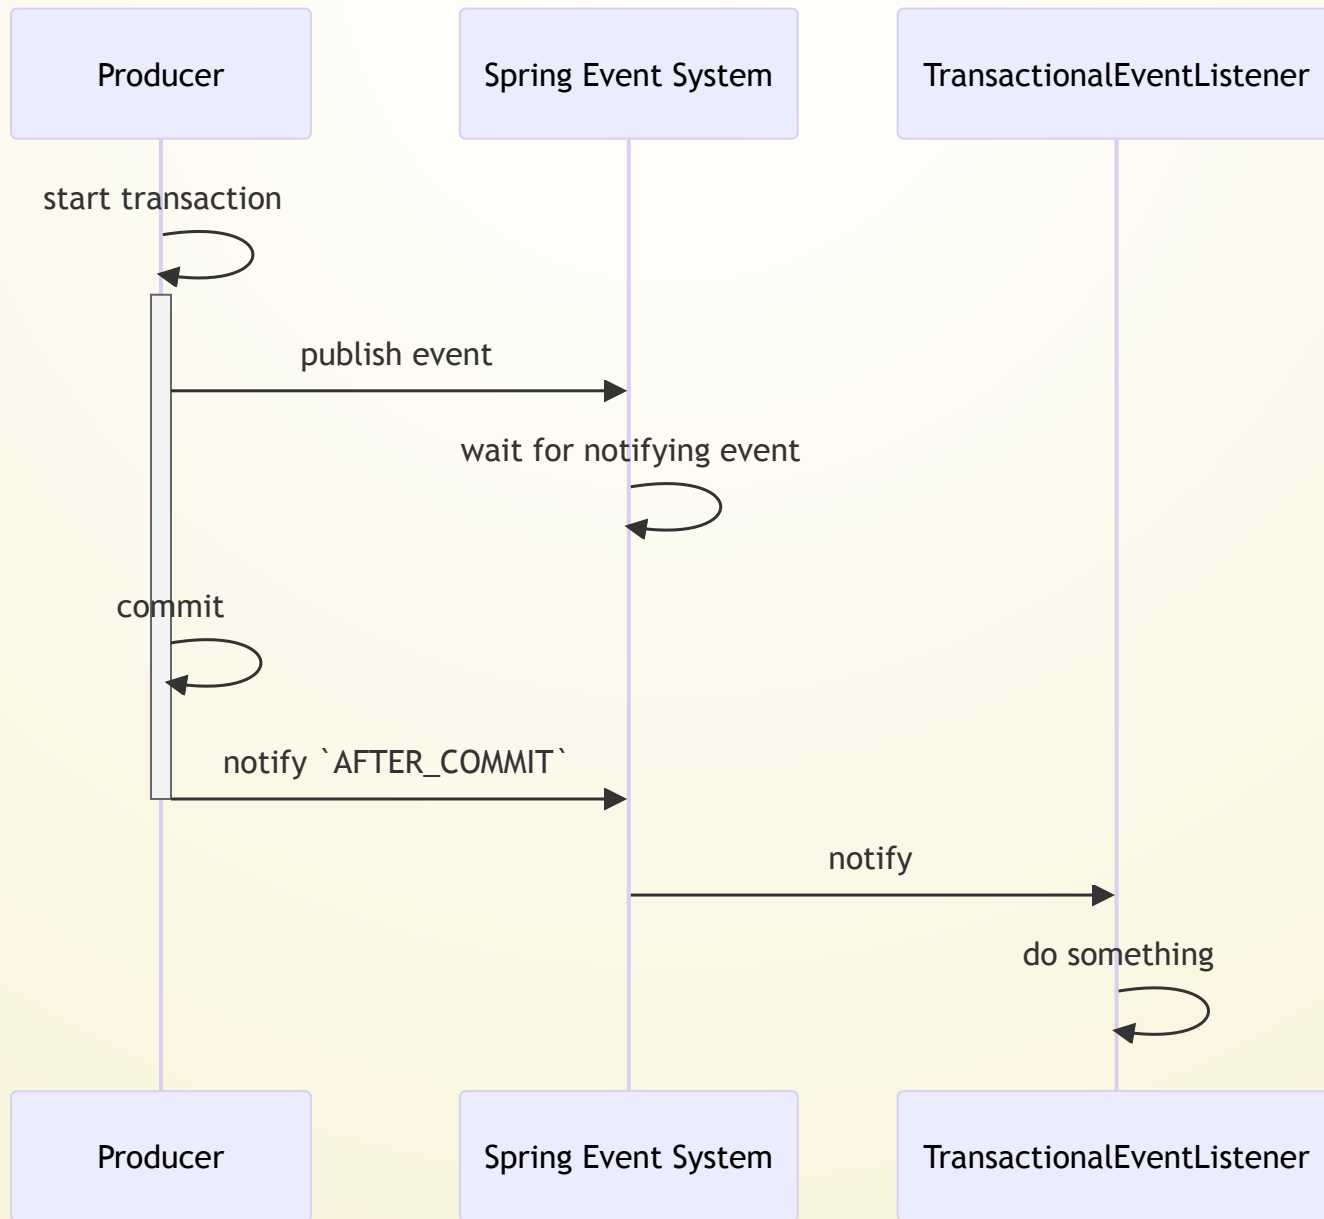 Producer
Spring Event System
TransactionalEventListener
start transaction
publish event
wait for notifying event
commit
notify `AFTER_COMMIT`
notify
do something
Producer
Spring Event System
TransactionalEventListener